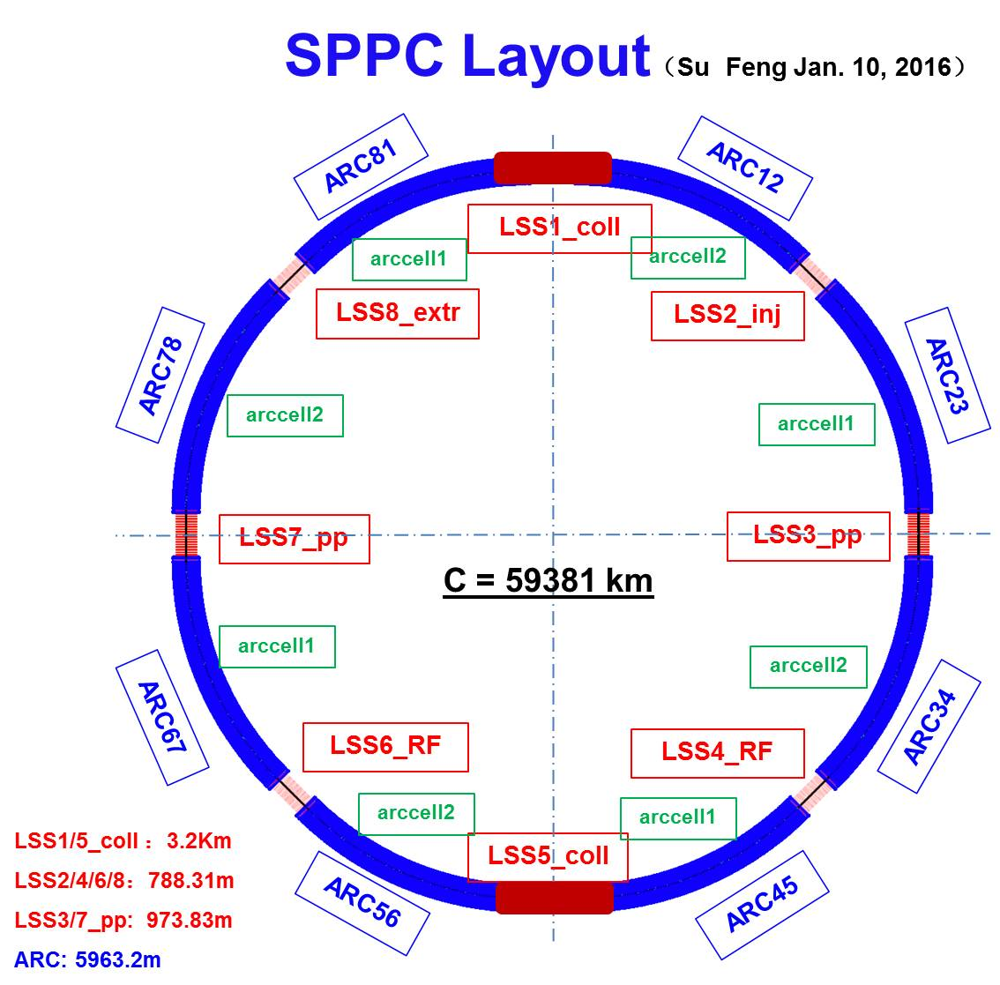 SPPC Layout（Su Feng Jan. 10, 2016）
ARC81
ARC12
LSS1_coll
arccell1
arccell2
LSS8_extr
LSS2_inj
ARC78
ARC23
arccell2
arccell1
LSS7_pp
LSS3_pp
C = 59381 km
arccell1
arccell2
ARC67
ARC34
LSS6_RF
LSS4_RF
arccell2
arccell1
LSS5_coll
ARC56
ARC45
LSS1/5_coll： 3.2Km
LSS2/4/6/8：788.31m
LSS3/7_pp: 973.83m
ARC: 5963.2m